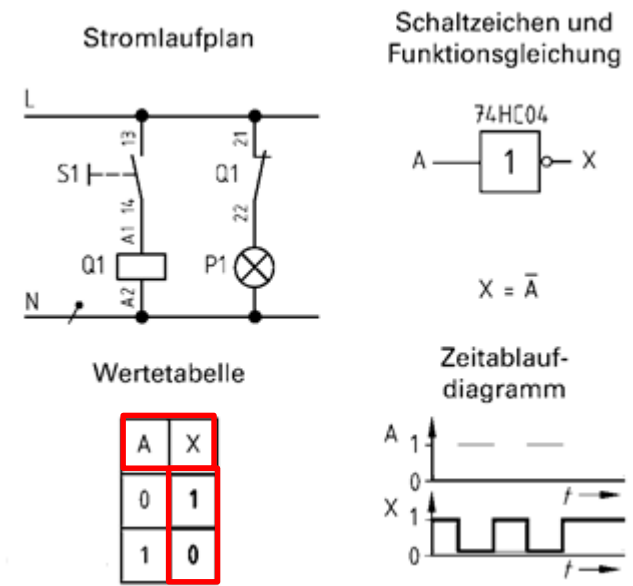 Stromlaufplan
Schaltzeichen und
Funktionsgleichung
L
13
21
74HC04
S1
Q1
A
1
X
14
22
A1
Q1
P1
A2
N
X = A̅
Wertetabelle
Zeitablauf-
diagramm
A X
0 1
1 0
A 1
0
t
X 1
0
t